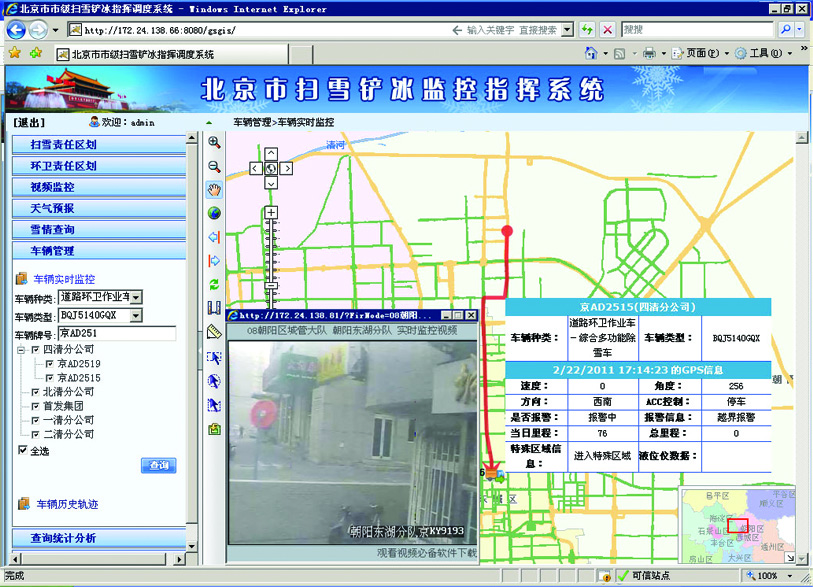 北京市市级扫雪铲冰指挥调度系统 - Windows Internet Explorer
http://172.24.138.66:8080/gsgis/
输入关键字 直接搜索
搜搜
北京市市级扫雪铲冰指挥调度系统
页面(P)
工具(O)
北京市扫雪铲冰监控指挥系统
[退出]
欢迎：admin
车辆管理>车辆实时监控
扫雪责任区划
环卫责任区划
视频监控
天气预报
雪情查询
车辆管理
车辆实时监控
车辆种类：道路环卫作业车
车辆类型：BQJ5140GQX
车辆牌号：京AD251
四清分公司
京AD2519
京AD2515
北清分公司
首发集团
一清分公司
二清分公司
全选
查询
车辆历史轨迹
查询统计分析
清河
http://172.24.138.81/?PirMode=08朝阳...
08朝阳区域管大队 朝阳东湖分队 实时监控视频
朝阳东湖分队京KY9193
观看视频必备软件下载
京AD2515(四清分公司)
车辆种类：
道路环卫作业车
-综合多功能除
雪车
车辆类型：
BQJ5140GQX
2/22/2011 17:14:23 的GPS信息
速度： 0 角度： 256
方向： 西南 ACC控制： 停车
是否报警： 报警中 报警信息： 越界报警
当日里程： 76 总里程： 0
特殊区域信息： 进入特殊区域 液位仪数据：
昌平区
顺义区
海淀区
朝阳区
石景山区
丰台区
通州区
房山区
大兴区
完成
可信站点
100%